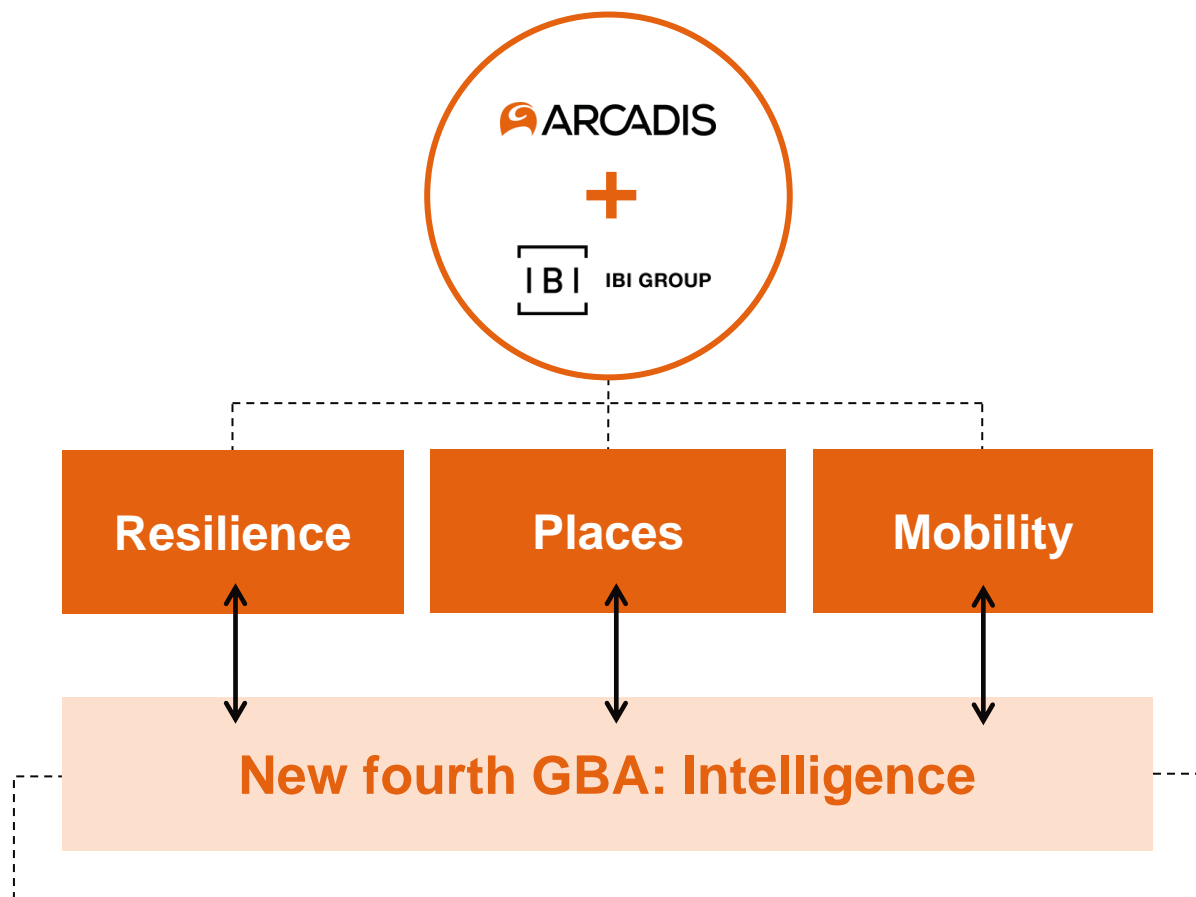 ARCADIS
+
IBI IBI GROUP
Resilience
Places
Mobility
New fourth GBA: Intelligence